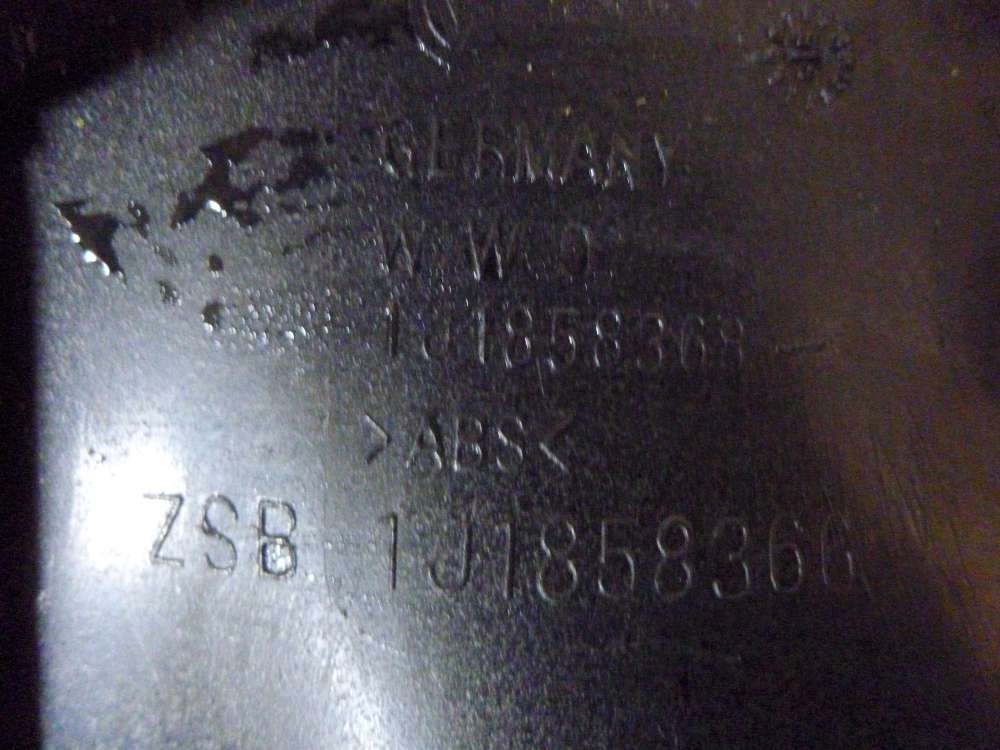 GERMANY
W W O
1J1858368 -
>ABS<
ZSB 1J1858366